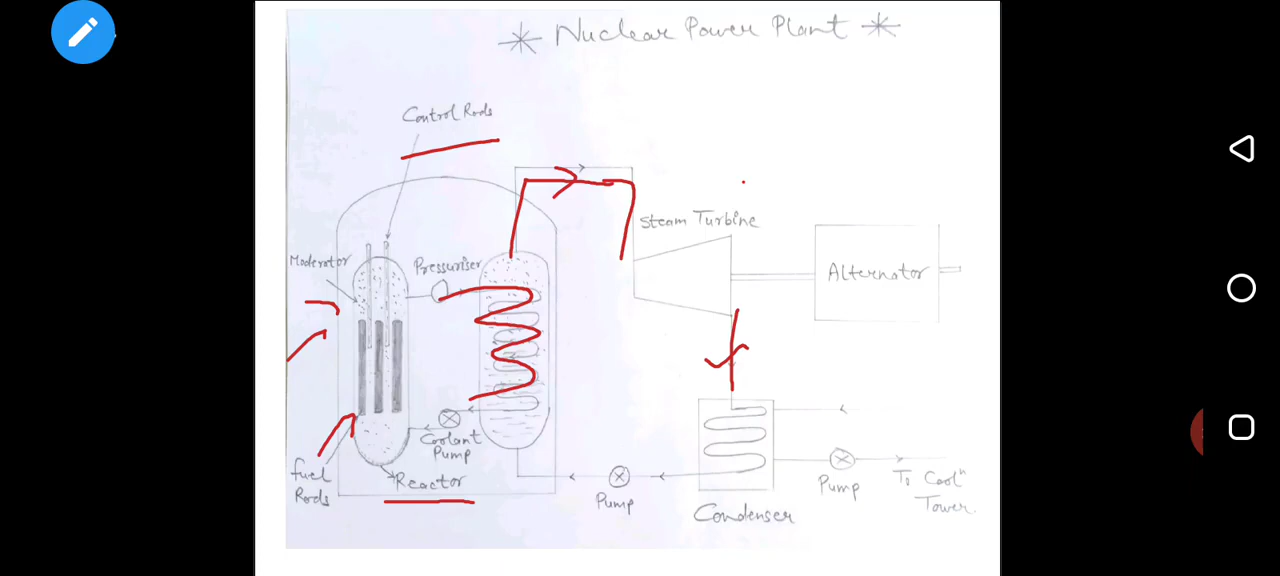 * Nuclear Power Plant *
Control Rods
Steam Turbine
Moderator
Pressuriser
Alternator
Coolant
Pump
fuel
Rods
Reactor
Pump
Condenser
Pump
To Coolⁿ
Tower.